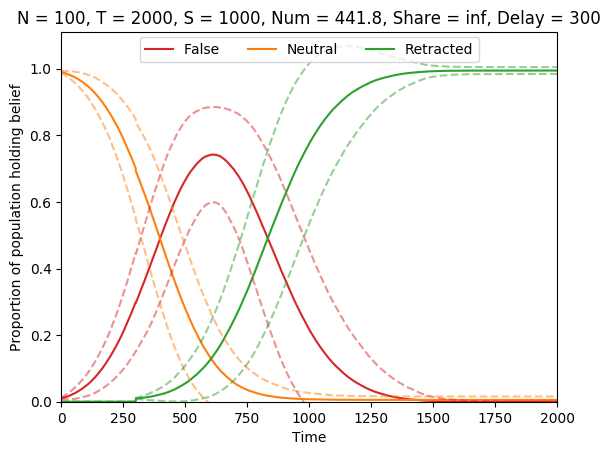 N = 100, T = 2000, S = 1000, Num = 441.8, Share = inf, Delay = 300
False Neutral Retracted
1.0
0.8
0.6
0.4
0.2
0.0
Proportion of population holding belief
0 250 500 750 1000 1250 1500 1750 2000
Time